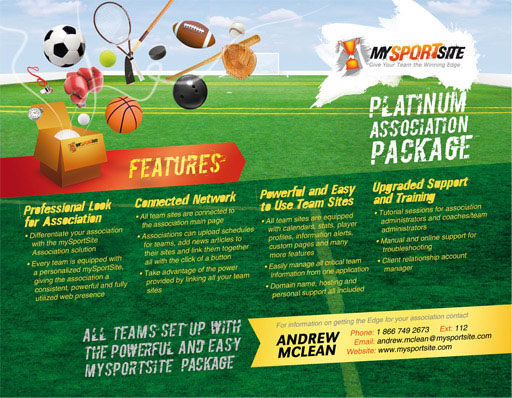 MYSPORTSITE
Give Your Team the Winning Edge
PLATINUM
ASSOCIATION
PACKAGE
MYSPORTSITE
FEATURES
Professional Look
for Association
• Differentiate your association
with the mySportSite
Association solution
• Every team is equipped with
a personalized mySportSite,
giving the association a
consistent, powerful and fully
utilized web presence
Connected Network
• All team sites are connected to
the association main page
• Associations can upload schedules
for teams, add news articles to
their sites and link them together
all with the click of a button
• Take advantage of the power
provided by linking all your team
sites
Powerful and Easy
to Use Team Sites
• All team sites are equipped
with calendars, stats, player
profiles, information alerts,
custom pages and many
more features
• Easily manage all critical team
information from one application
• Domain name, hosting and
personal support all included
Upgraded Support
and Training
• Tutorial sessions for association
administrators and coaches/team
administrators
• Manual and online support for
troubleshooting
• Client relationship account
manager
ALL TEAMS SET UP WITH
THE POWERFUL AND EASY
MYSPORTSITE PACKAGE
For information on getting the Edge for your association contact
ANDREW
MCLEAN
Phone: 1 866 749 2673 Ext: 112
Email: andrew.mclean@mysportsite.com
Website: www.mysportsite.com